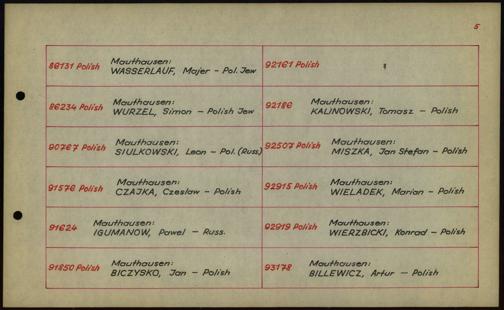 5
86131 Polish Mauthausen:
WASSERLAUF, Majer - Pol. Jew
86234 Polish Mauthausen:
WURZEL, Simon - Polish Jew
90767 Polish Mauthausen:
SIULKOWSKI, Leon - Pol. (Russ)
91576 Polish Mauthausen:
CZAJKA, Czeslaw - Polish
91624 Mauthausen:
IGUMANOW, Pawel - Russ.
91850 Polish Mauthausen:
BICZYSKO, Jan - Polish
92161 Polish
92186 Mauthausen:
KALINOWSKI, Tomasz - Polish
92507 Polish Mauthausen:
MISZKA, Jan Stefan - Polish
92915 Polish Mauthausen:
WIELADEK, Marian - Polish
92919 Polish Mauthausen:
WIERZBICKI, Konrad - Polish
93178 Mauthausen:
BILLEWICZ, Artur - Polish